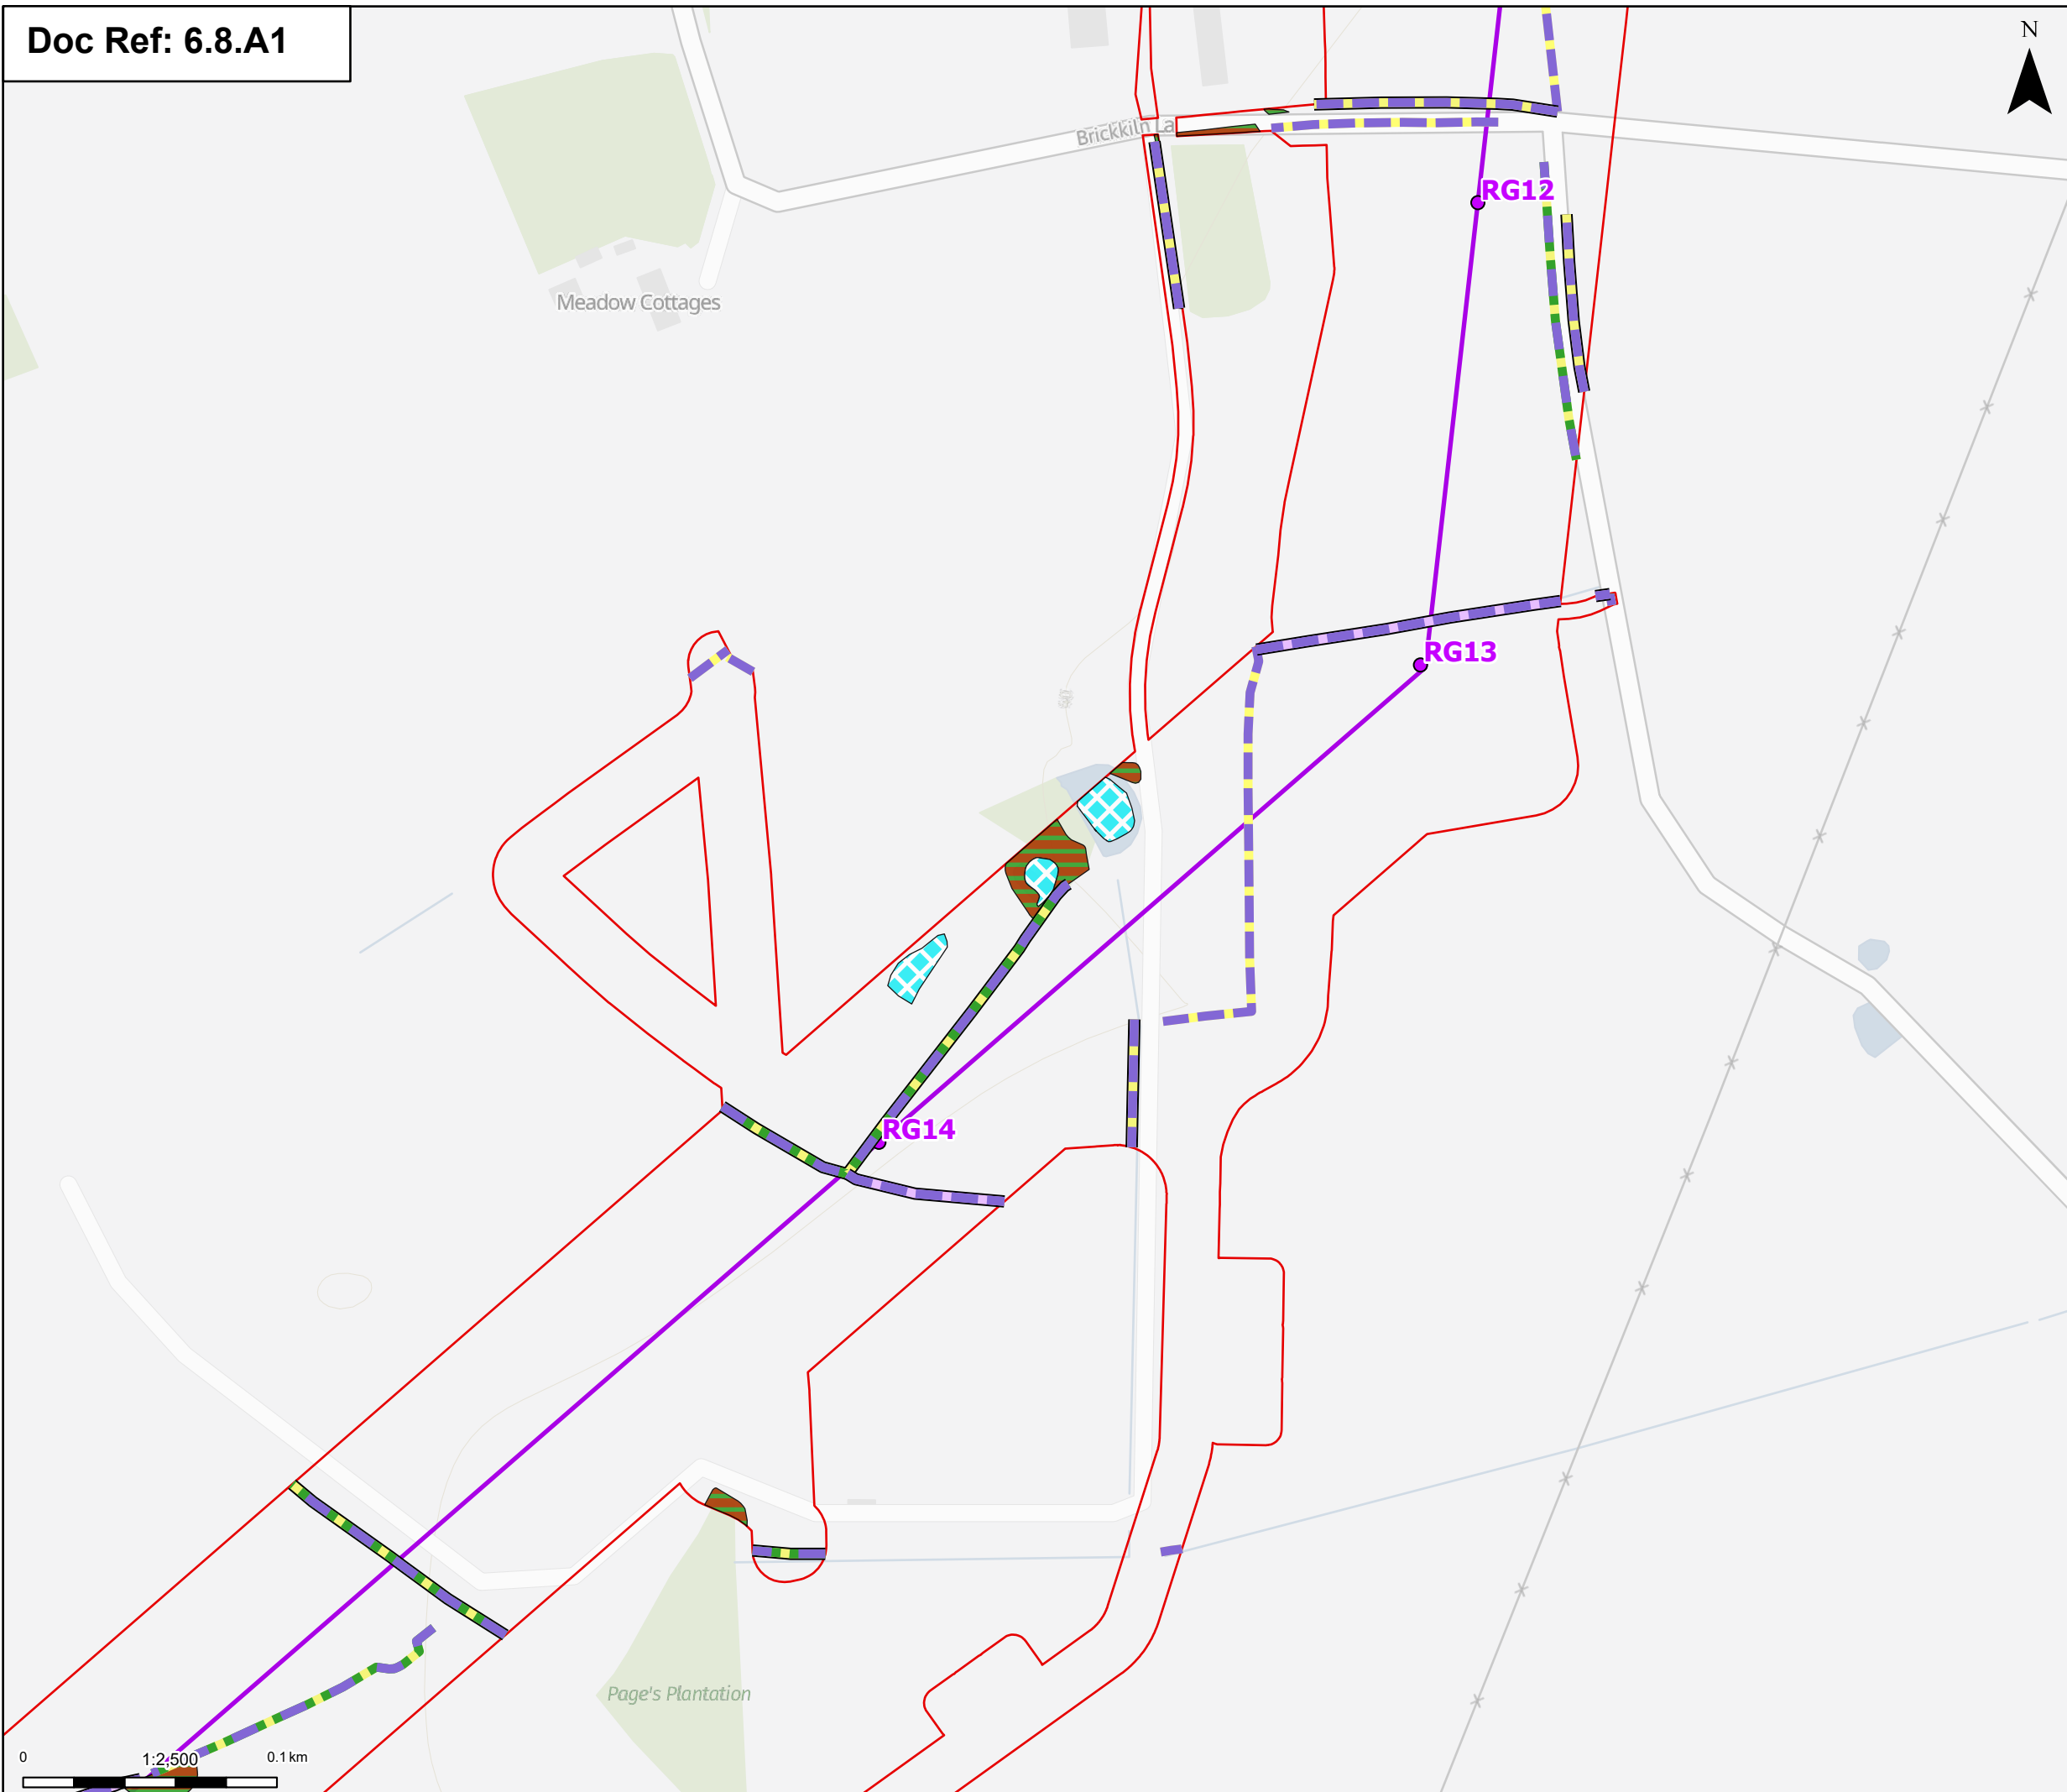 Doc Ref: 6.8.A1
N
Brickkiln La
RG12
Meadow Cottages
RG13
RG14
Page's Plantation
0 1:2,500 0.1 km